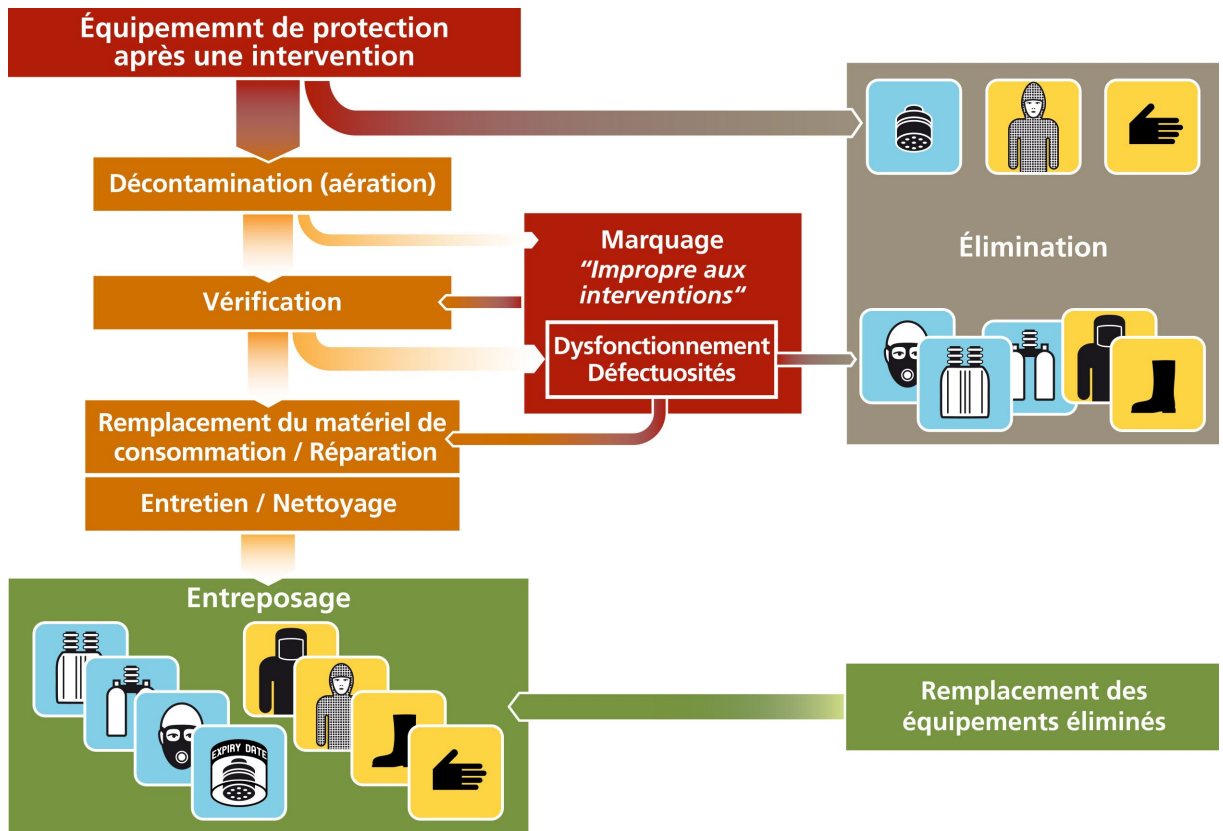 Équipememnt de protection
après une intervention
Décontamination (aération)
Marquage
“Impropre aux
interventions“
Élimination
Vérification
Dysfonctionnement
Défectuosités
Remplacement du matériel de
consommation / Réparation
Entretien / Nettoyage
Entreposage
EXPIRY DATE
Remplacement des
équipements éliminés